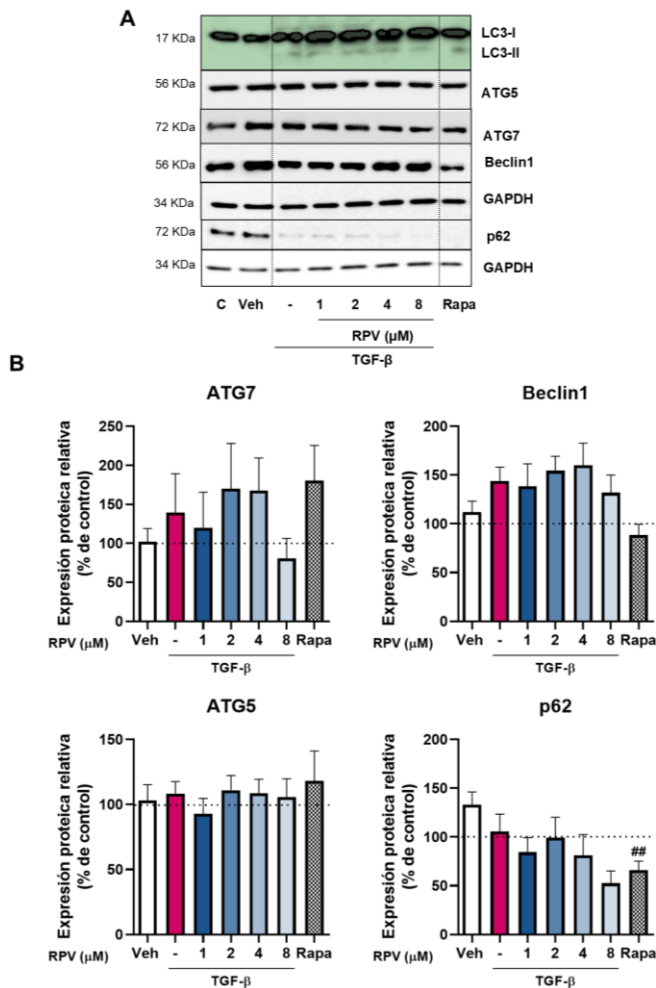 A
17 KDa LC3-I
LC3-II
56 KDa ATG5
72 KDa ATG7
56 KDa Beclin1
34 KDa GAPDH
72 KDa p62
34 KDa GAPDH
C Veh - 1 2 4 8 Rapa
RPV (µM)
TGF-β
B
ATG7
Expresión proteica relativa
(% de control)
250
200
150
100
50
0
Veh - 1 2 4 8 Rapa
RPV (µM)
TGF-β
Beclin1
Expresión proteica relativa
(% de control)
200
150
100
50
0
Veh - 1 2 4 8 Rapa
RPV (µM)
TGF-β
ATG5
Expresión proteica relativa
(% de control)
150
100
50
0
Veh - 1 2 4 8 Rapa
RPV (µM)
TGF-β
p62
Expresión proteica relativa
(% de control)
200
150
100
50
0
##
Veh - 1 2 4 8 Rapa
RPV (µM)
TGF-β